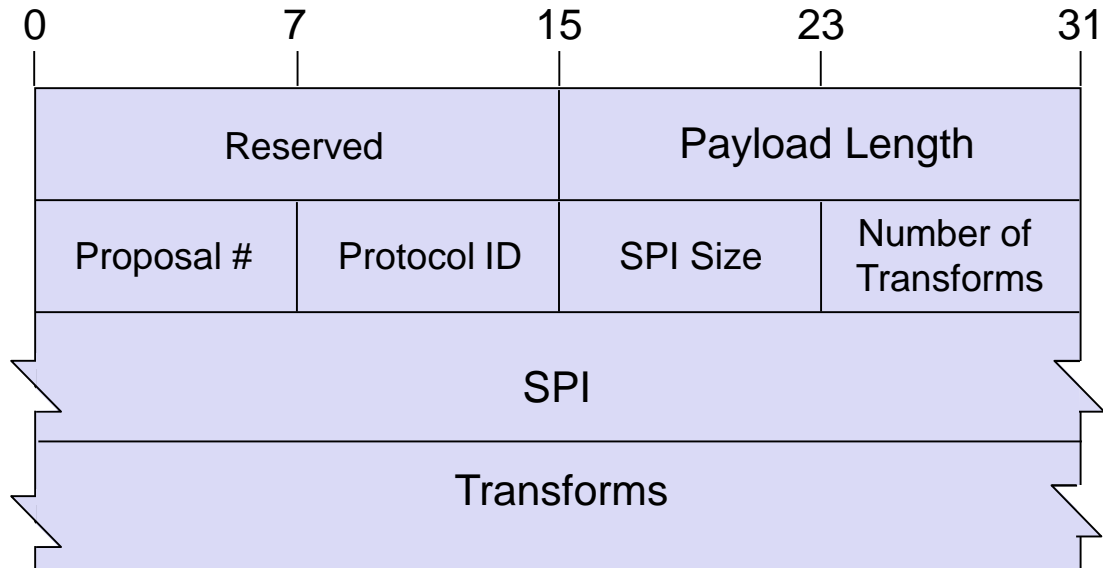 0 7 15 23 31
Reserved Payload Length
Proposal # Protocol ID SPI Size Number of
Transforms
SPI
Transforms